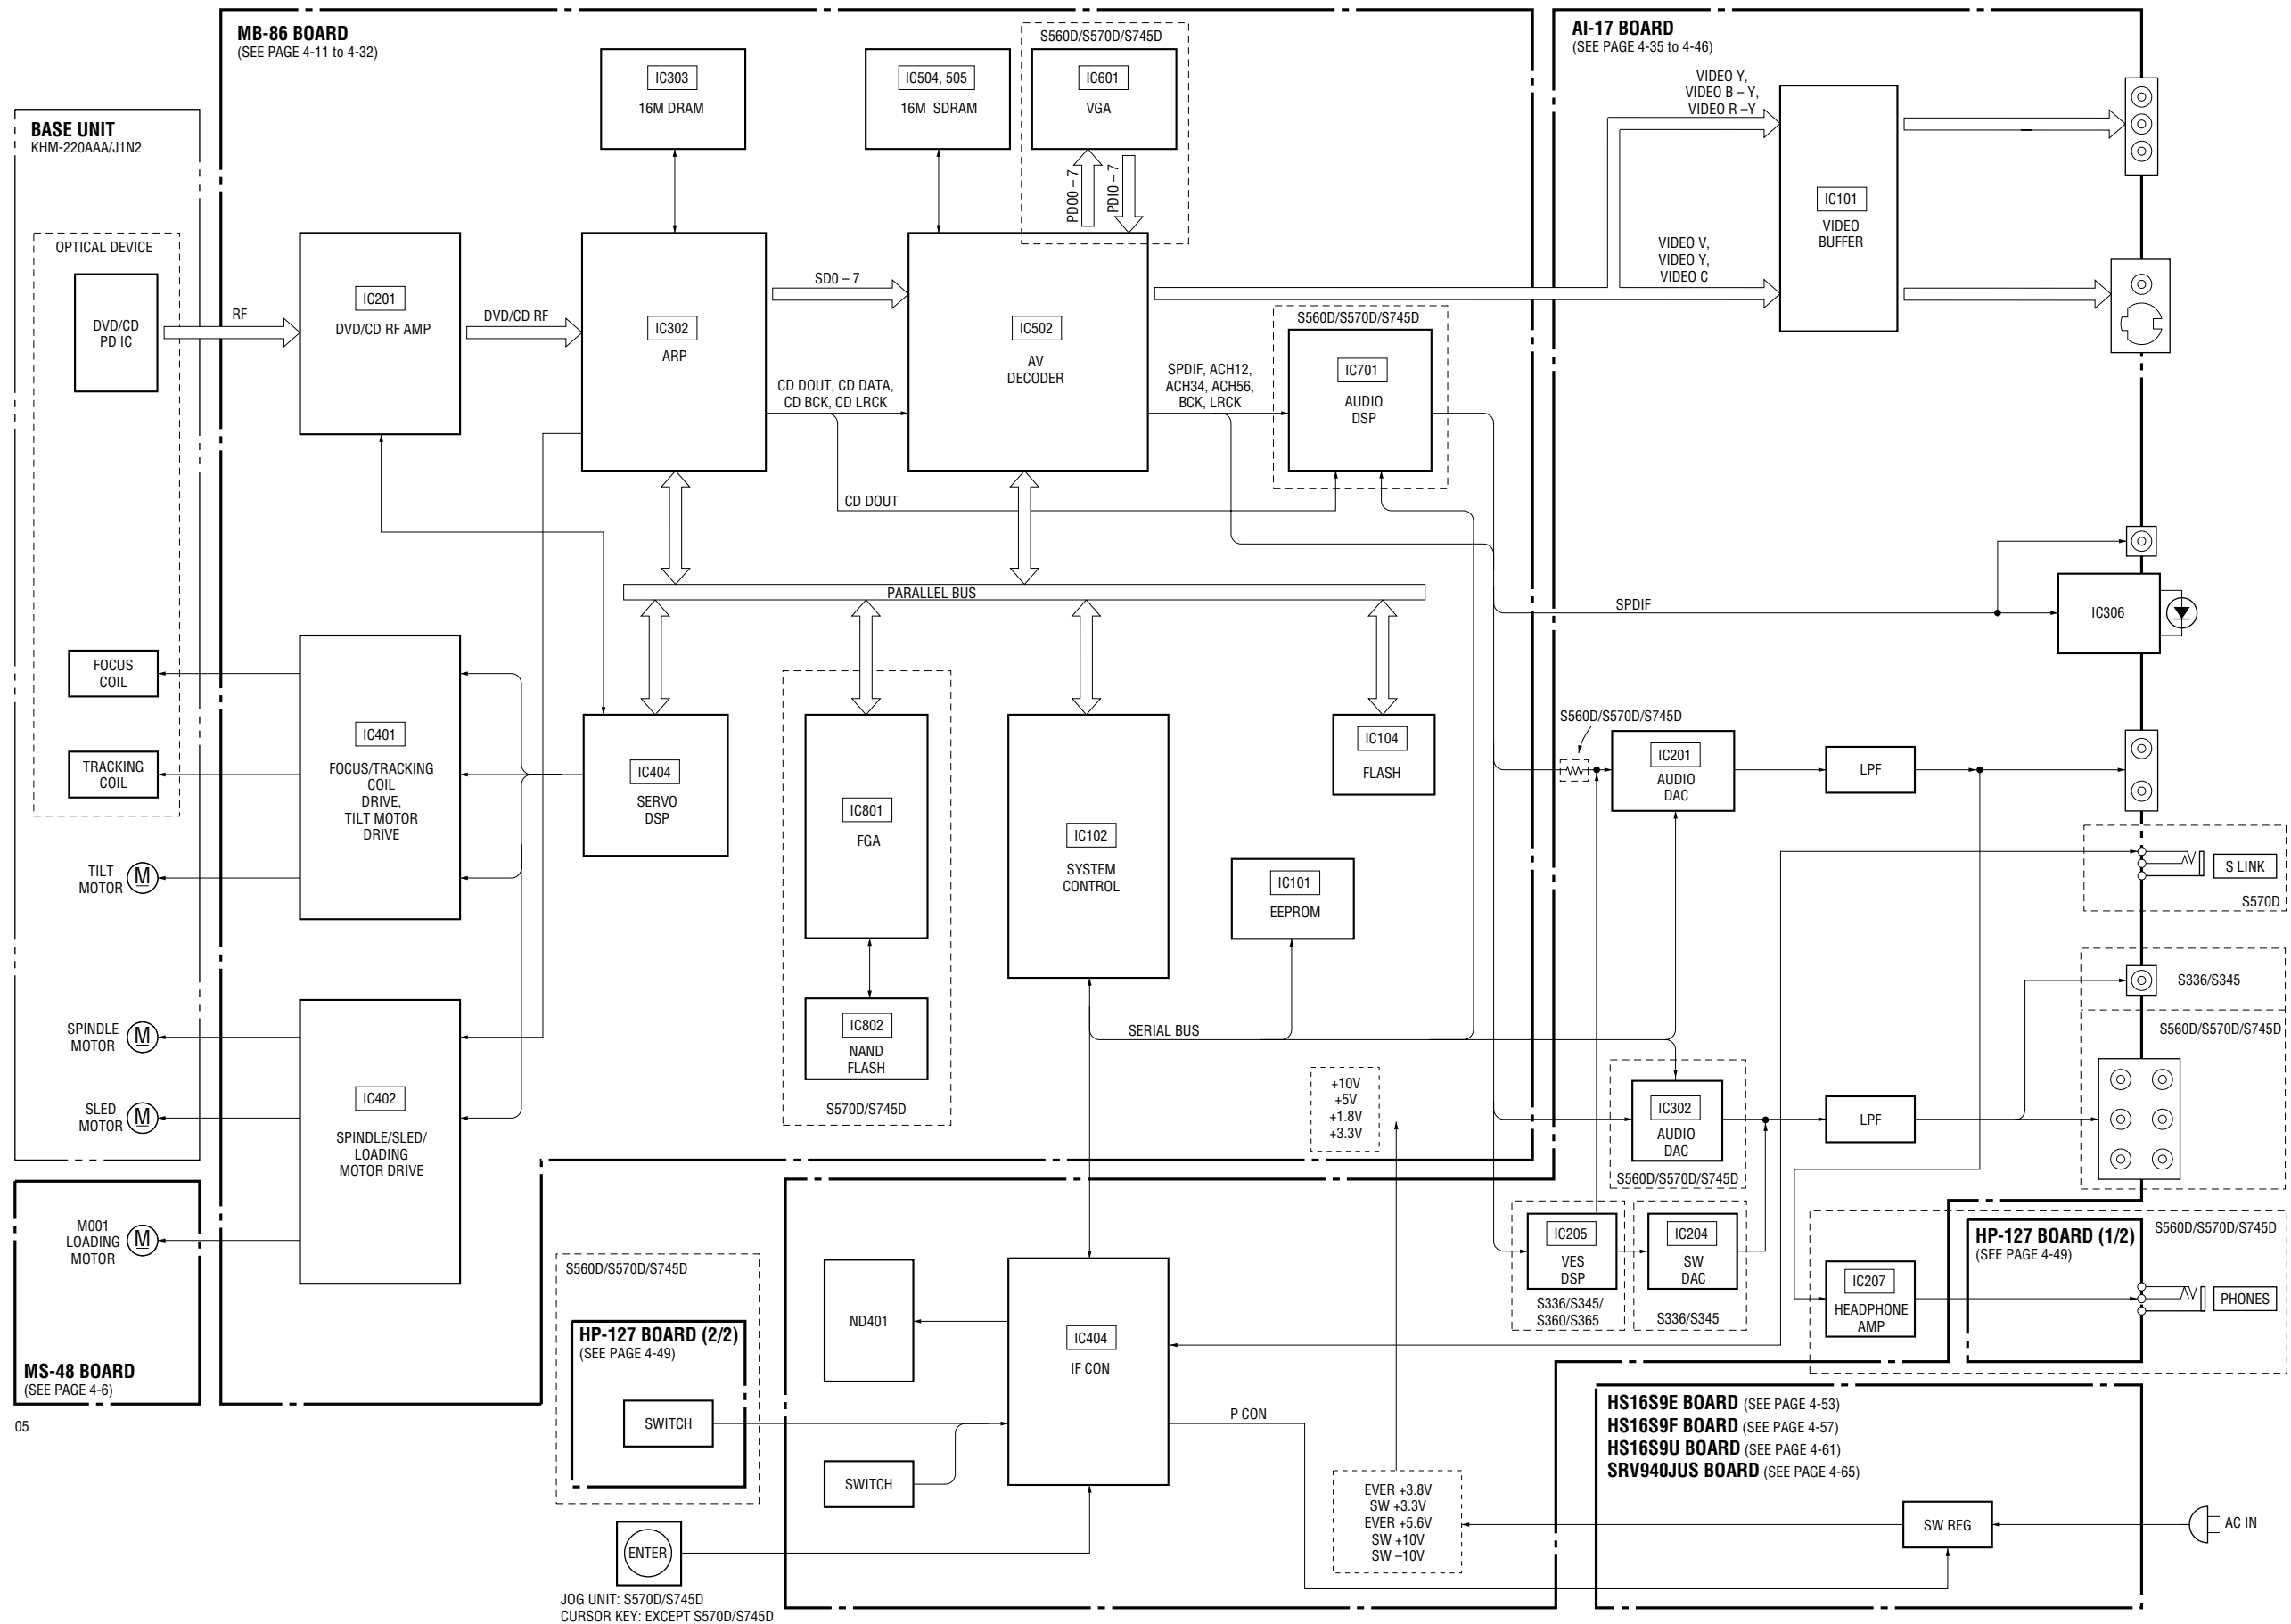 MB-86 BOARD
(SEE PAGE 4-11 to 4-32)
S560D/S570D/S745D
AI-17 BOARD
(SEE PAGE 4-35 to 4-46)
IC303
16M DRAM
IC504, 505
16M SDRAM
IC601
VGA
VIDEO Y,
VIDEO B – Y,
VIDEO R –Y
BASE UNIT
KHM-220AAA/J1N2
PDO0 – 7
PDI0 – 7
IC101
VIDEO
BUFFER
OPTICAL DEVICE
DVD/CD
PD IC
RF
IC201
DVD/CD RF AMP
DVD/CD RF
IC302
ARP
SD0 – 7
IC502
AV
DECODER
VIDEO V,
VIDEO Y,
VIDEO C
S560D/S570D/S745D
IC701
AUDIO
DSP
CD DOUT, CD DATA,
CD BCK, CD LRCK
SPDIF, ACH12,
ACH34, ACH56,
BCK, LRCK
CD DOUT
PARALLEL BUS
SPDIF
IC306
FOCUS
COIL
TRACKING
COIL
TILT
MOTOR
M
IC401
FOCUS/TRACKING
COIL
DRIVE,
TILT MOTOR
DRIVE
IC404
SERVO
DSP
IC801
FGA
IC102
SYSTEM
CONTROL
IC104
FLASH
IC101
EEPROM
S560D/S570D/S745D
IC201
AUDIO
DAC
LPF
S LINK
S570D
S336/S345
S560D/S570D/S745D
SPINDLE
MOTOR
M
SLED
MOTOR
M
IC402
SPINDLE/SLED/
LOADING
MOTOR DRIVE
IC802
NAND
FLASH
S570D/S745D
SERIAL BUS
+10V
+5V
+1.8V
+3.3V
IC302
AUDIO
DAC
S560D/S570D/S745D
LPF
M001
LOADING
MOTOR
M
MS-48 BOARD
(SEE PAGE 4-6)
05
S560D/S570D/S745D
HP-127 BOARD (2/2)
(SEE PAGE 4-49)
SWITCH
ND401
SWITCH
IC404
IF CON
IC205
VES
DSP
S336/S345/
S360/S365
IC204
SW
DAC
S336/S345
HP-127 BOARD (1/2)
(SEE PAGE 4-49)
S560D/S570D/S745D
IC207
HEADPHONE
AMP
PHONES
P CON
HS16S9E BOARD (SEE PAGE 4-53)
HS16S9F BOARD (SEE PAGE 4-57)
HS16S9U BOARD (SEE PAGE 4-61)
SRV940JUS BOARD (SEE PAGE 4-65)
EVER +3.8V
SW +3.3V
EVER +5.6V
SW +10V
SW –10V
SW REG
AC IN
ENTER
JOG UNIT: S570D/S745D
CURSOR KEY: EXCEPT S570D/S745D